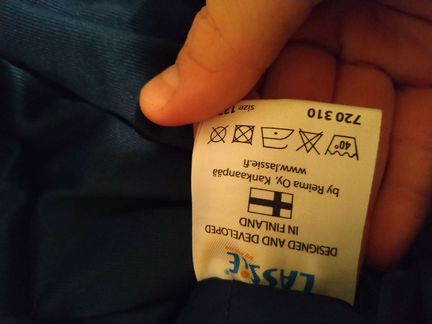 LASSIE
DESIGNED AND DEVELOPED
IN FINLAND
by Reima Oy, Kankaanpää
www.lassie.fi
40°
720 310 size